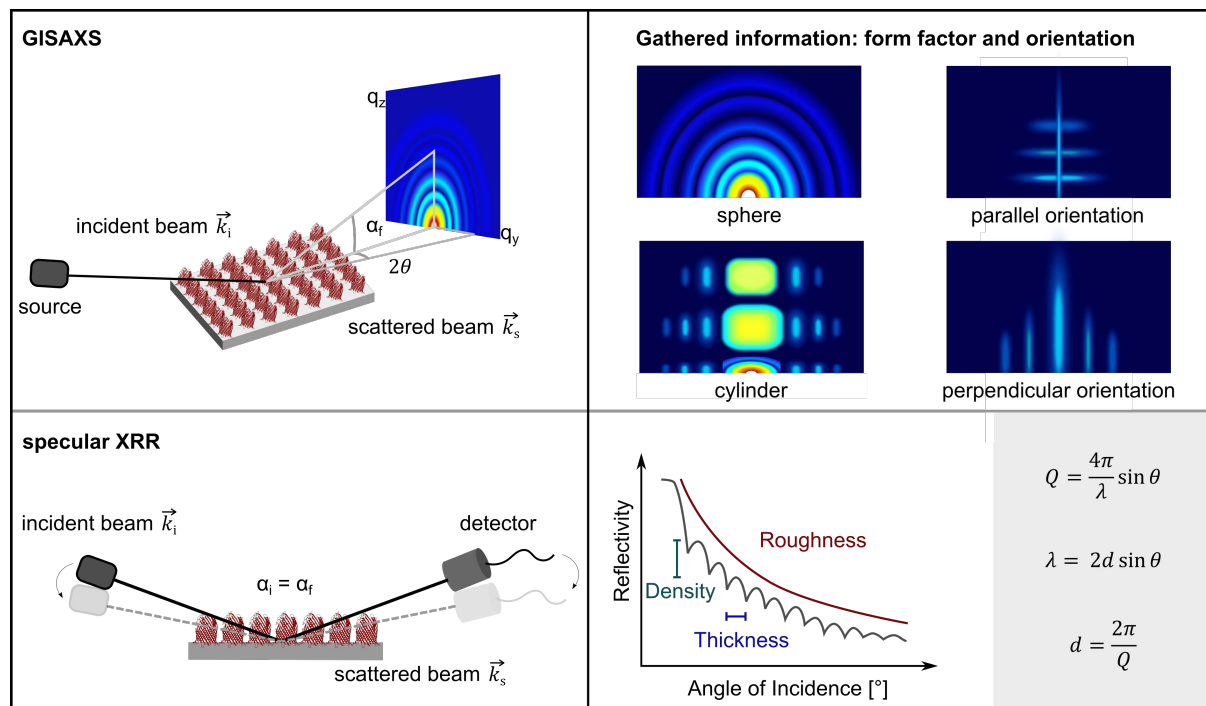 GISAXS
q_z
incident beam k⃗_i
α_f
q_y
2θ
source
scattered beam k⃗_s
Gathered information: form factor and orientation
sphere
parallel orientation
cylinder
perpendicular orientation
specular XRR
incident beam k⃗_i
detector
α_i = α_f
scattered beam k⃗_s
Reflectivity
Roughness
Density
Thickness
Angle of Incidence [°]
Q = 4π/λ sin θ
λ = 2d sin θ
d = 2π/Q